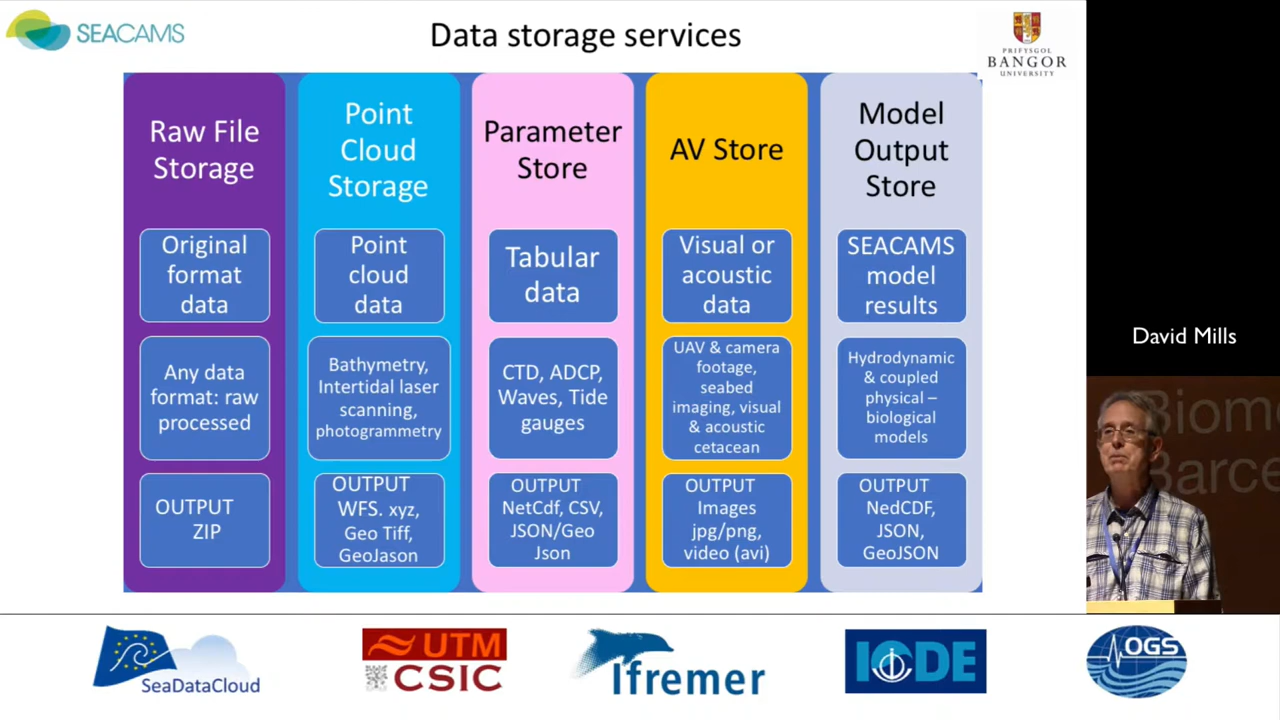 SEACAMS
Data storage services
PRIFYSGOL
BANGOR
UNIVERSITY
Raw File
Storage
Original
format
data
Any data
format: raw
processed
OUTPUT
ZIP
Point
Cloud
Storage
Point
cloud
data
Bathymetry,
Intertidal laser
scanning,
photogrammetry
OUTPUT
WFS. xyz,
Geo Tiff,
GeoJason
Parameter
Store
Tabular
data
CTD, ADCP,
Waves, Tide
gauges
OUTPUT
NetCdf, CSV,
JSON/Geo
Json
AV Store
Visual or
acoustic
data
UAV & camera
footage,
seabed
imaging, visual
& acoustic
cetacean
OUTPUT
Images
jpg/png,
video (avi)
Model
Output
Store
SEACAMS
model
results
Hydrodynamic
& coupled
physical –
biological
models
OUTPUT
NedCDF,
JSON,
GeoJSON
David Mills
Biome
Barce
SeaDataCloud
UTM
CSIC
Ifremer
IODE
OGS